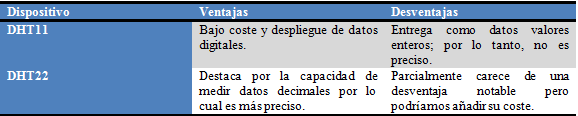 Dispositivo Ventajas Desventajas
DHT11 Bajo coste y despliegue de datos Entrega como datos valores
digitales. enteros; por lo tanto, no es
preciso.
DHT22 Destaca por la capacidad de Parcialmente carece de una
medir datos decimales por lo desventaja notable pero
cual es más preciso. podríamos añadir su coste.